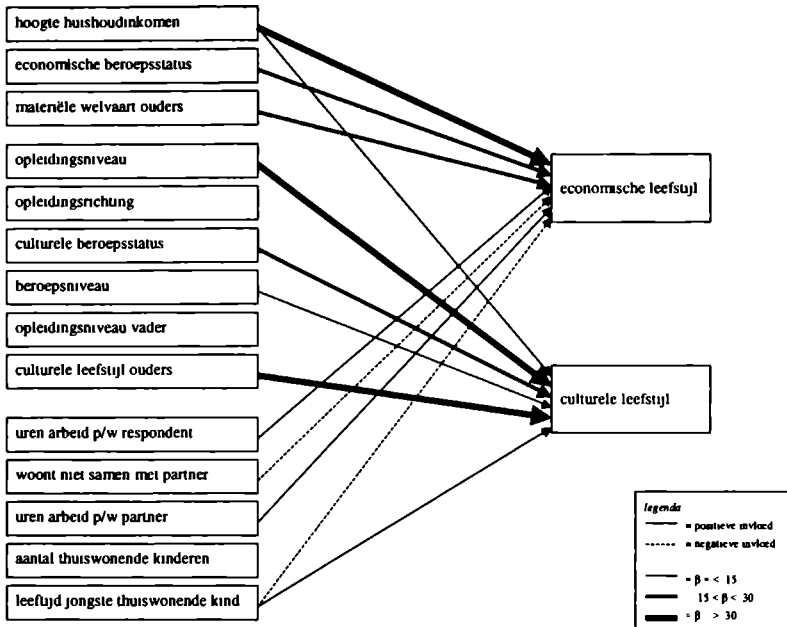 hoogte huishoudinkomen
economische beroepsstatus
materiële welvaart ouders
opleidingsniveau
opleidingsrichting
culturele beroepsstatus
beroepsniveau
opleidingsniveau vader
culturele leefstijl ouders
uren arbeid p/w respondent
woont niet samen met partner
uren arbeid p/w partner
aantal thuiswonende kinderen
leeftijd jongste thuiswonende kind
economische leefstijl
culturele leefstijl
legenda
= positieve invloed
= negatieve invloed
= β = < 15
15 < β < 30
= β > 30